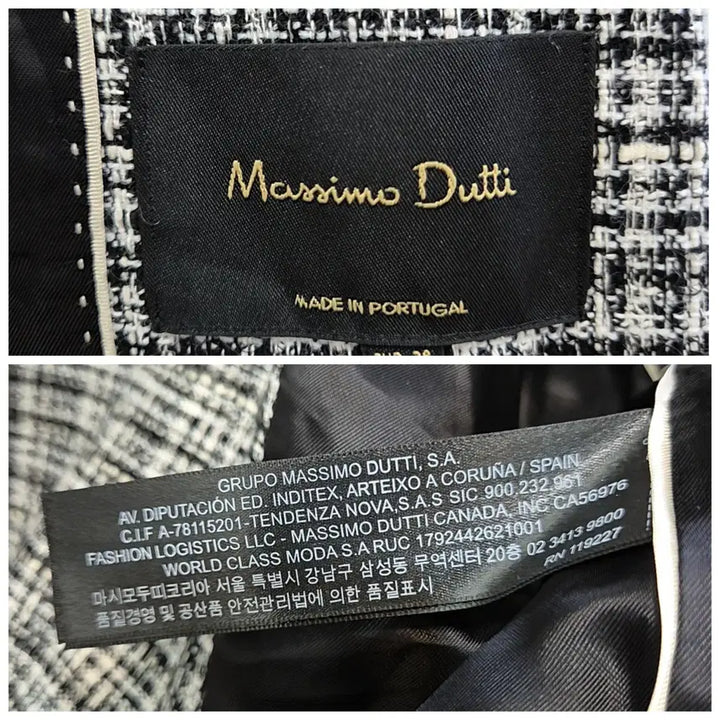 Massimo Dutti
MADE IN PORTUGAL
GRUPO MASSIMO DUTTI, S.A.
AV. DIPUTACIÓN ED. INDITEX, ARTEIXO A CORUÑA / SPAIN
C.I.F A-78115201-TENDENZA NOVA,S.A.S SIC 900.232.961
FASHION LOGISTICS LLC - MASSIMO DUTTI CANADA, INC CA56976
WORLD CLASS MODA S.A RUC 1792442621001
마시모두띠코리아 서울 특별시 강남구 삼성동 무역센터 20층 02 3413 9800
품질경영 및 공산품 안전관리법에 의한 품질표시
RN 119227